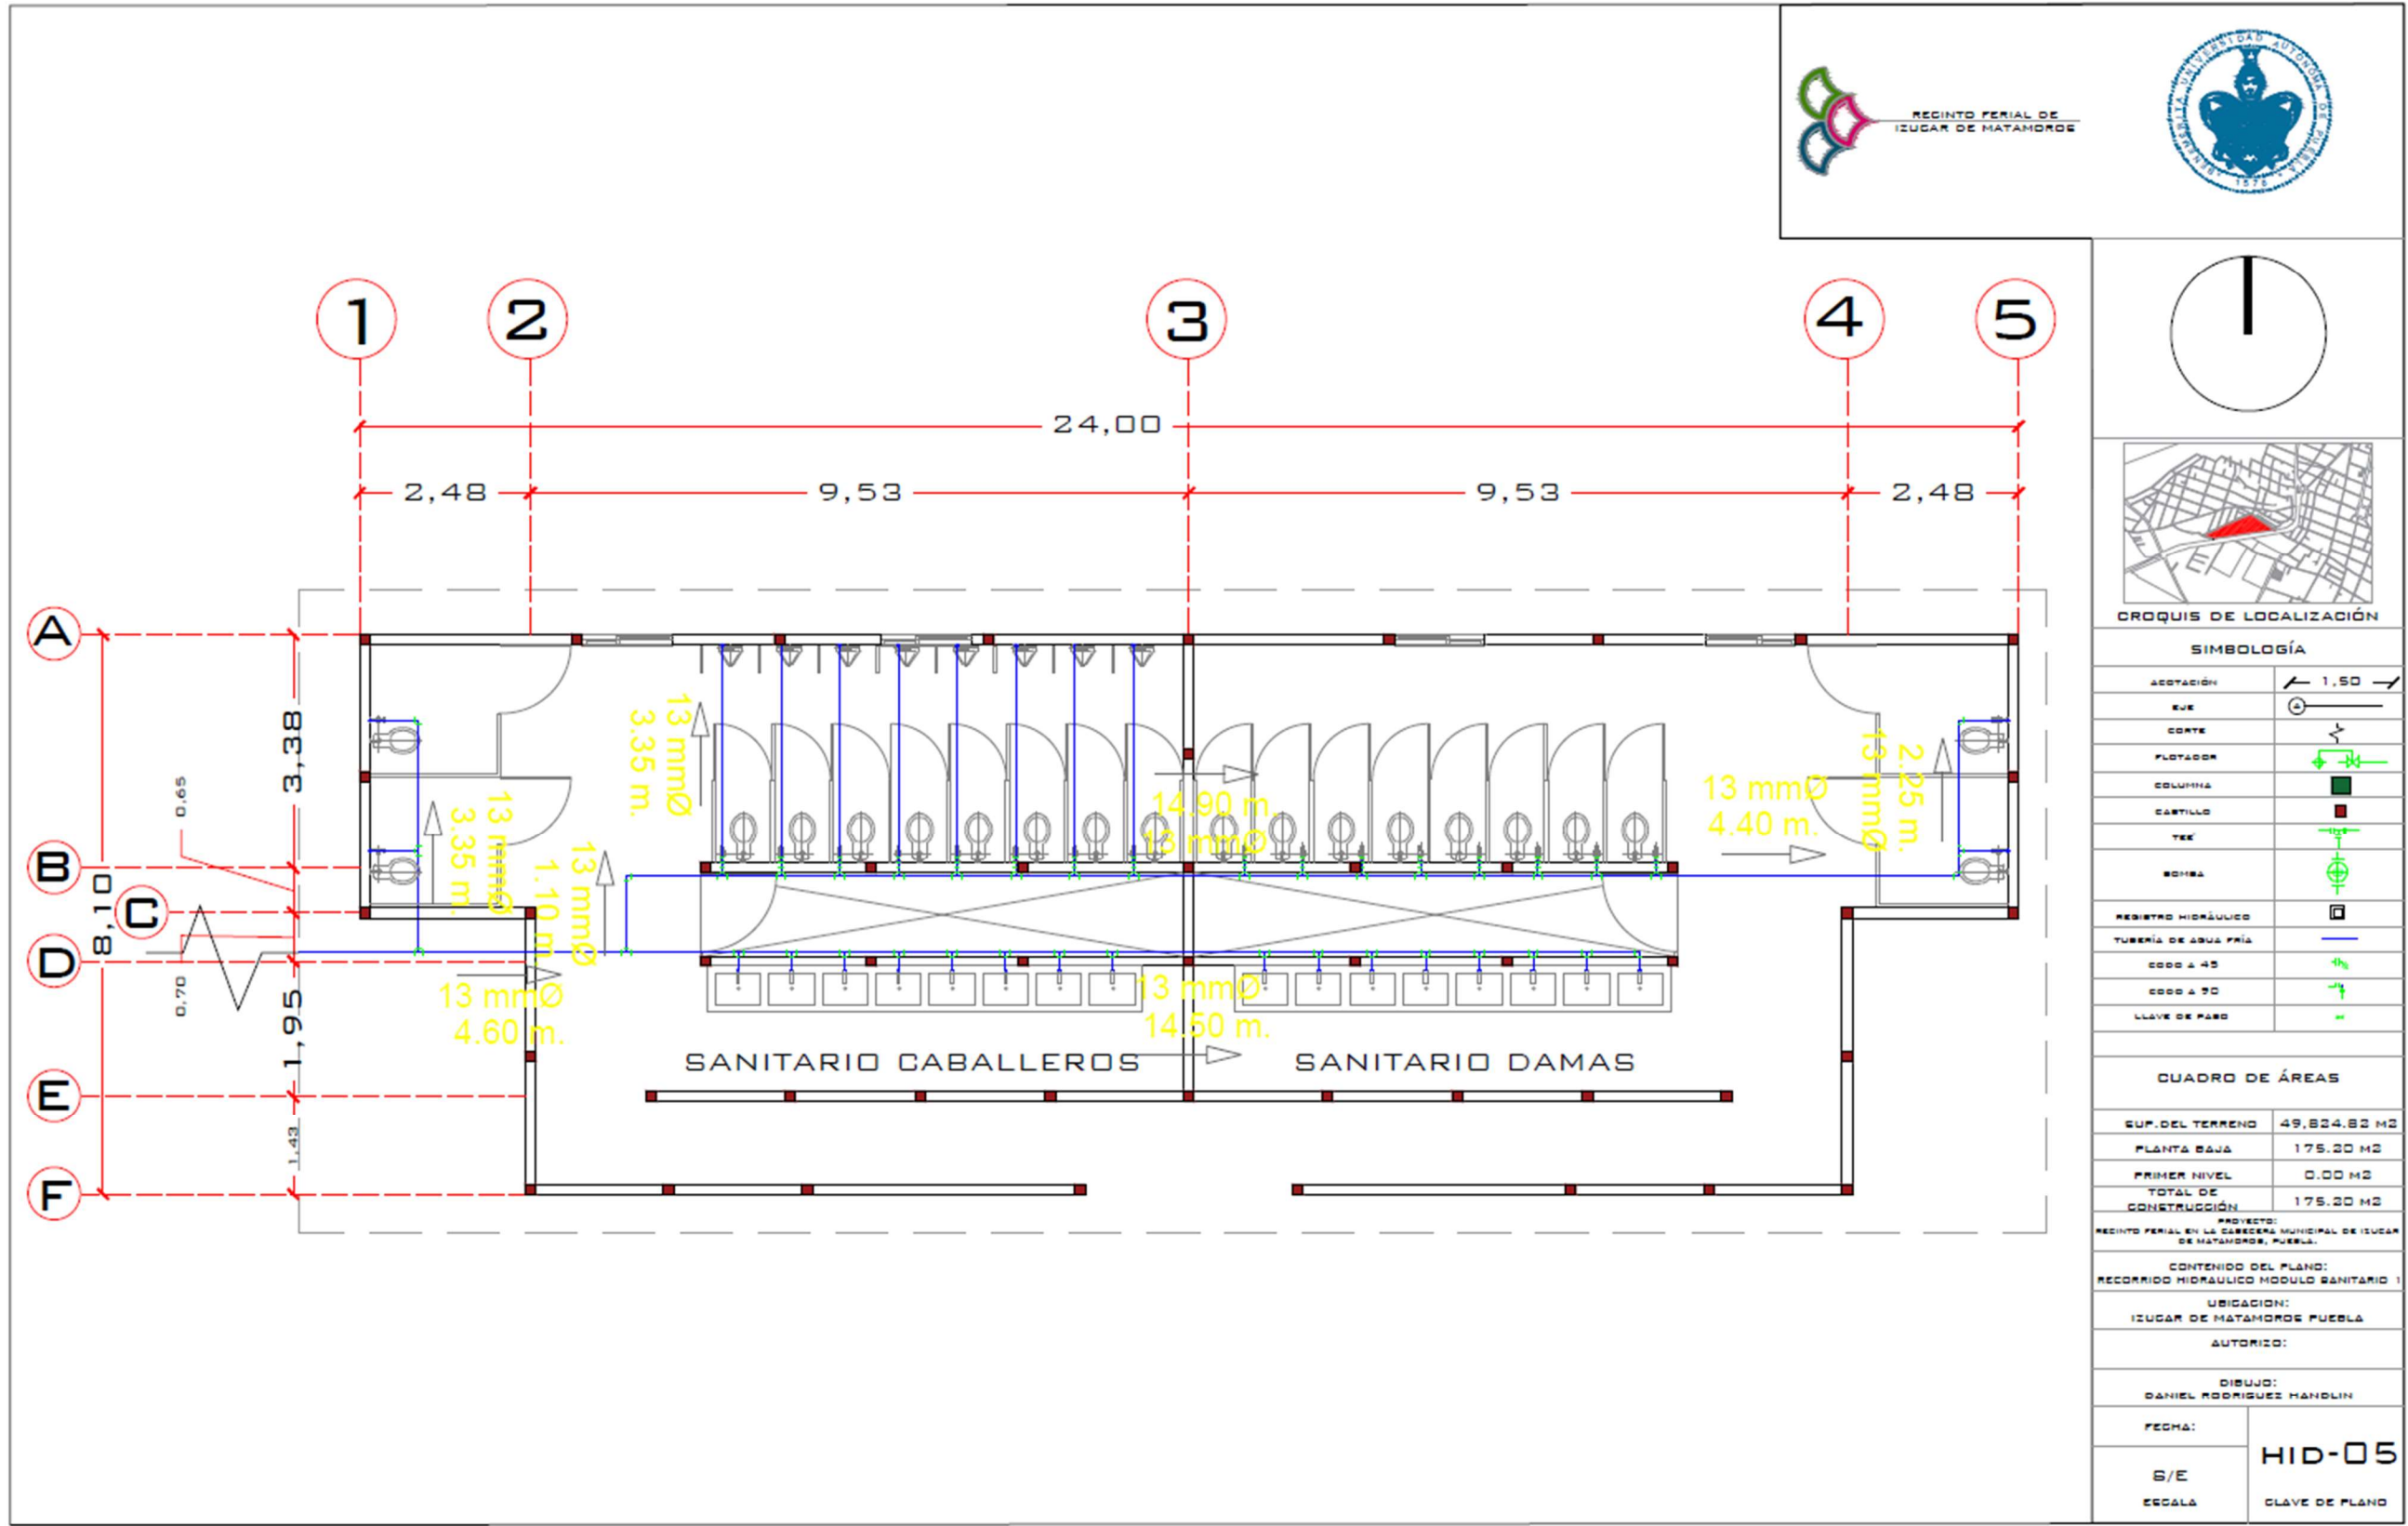 RECINTO FERIAL DE
IZUCAR DE MATAMOROS
BENEMERITA UNIVERSIDAD AUTONOMA DE PUEBLA
1578
1
2
3
4
5
24,00
2,48
9,53
9,53
2,48
A
B
C
D
E
F
8,10
3,38
0,65
0,70
1,95
1,43
13 mmØ
3.35 m.
13 mmØ
3.35 m.
13 mmØ
1.10 m.
13 mmØ
4.60 m.
14.90 m.
13 mmØ
13 mmØ
14.50 m.
13 mmØ
4.40 m.
2.25 m.
13 mmØ
SANITARIO CABALLEROS
SANITARIO DAMAS
CROQUIS DE LOCALIZACIÓN
SIMBOLOGÍA
ACOTACIÓN
1,50
EJE
A
CORTE
FLOTADOR
COLUMNA
CASTILLO
TEE
BOMBA
REGISTRO HIDRÁULICO
TUBERÍA DE AGUA FRÍA
CODO A 45
CODO A 90
LLAVE DE PASO
CUADRO DE ÁREAS
SUP.DEL TERRENO 49,824.82 M2
PLANTA BAJA 175.20 M2
PRIMER NIVEL 0.00 M2
TOTAL DE
CONSTRUCCIÓN 175.20 M2
PROYECTO:
RECINTO FERIAL EN LA CABECERA MUNICIPAL DE IZUCAR
DE MATAMOROS, PUEBLA.
CONTENIDO DEL PLANO:
RECORRIDO HIDRAULICO MODULO SANITARIO 1
UBICACION:
IZUCAR DE MATAMOROS PUEBLA
AUTORIZO:
DIBUJO:
DANIEL RODRIGUEZ HANDLIN
FECHA:
S/E
ESCALA
HID-05
CLAVE DE PLANO